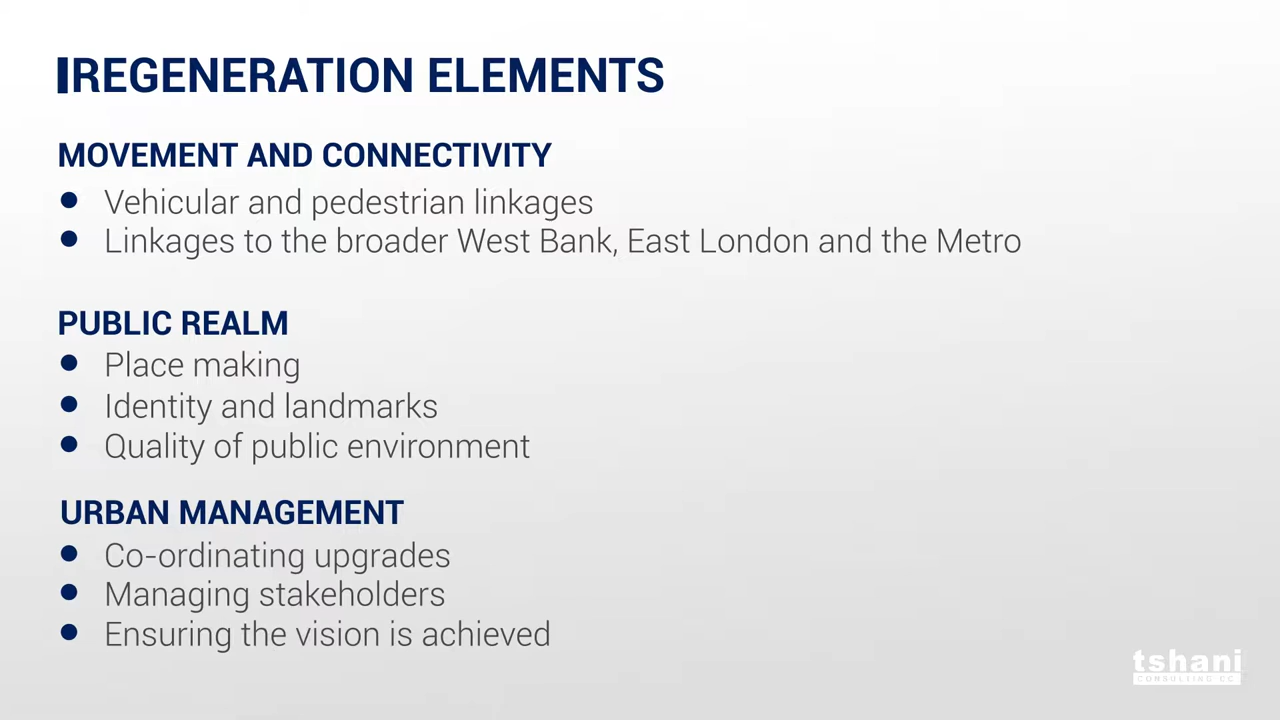 REGENERATION ELEMENTS
MOVEMENT AND CONNECTIVITY
● Vehicular and pedestrian linkages
● Linkages to the broader West Bank, East London and the Metro
PUBLIC REALM
● Place making
● Identity and landmarks
● Quality of public environment
URBAN MANAGEMENT
● Co-ordinating upgrades
● Managing stakeholders
● Ensuring the vision is achieved
tshani
CONSULTING CC